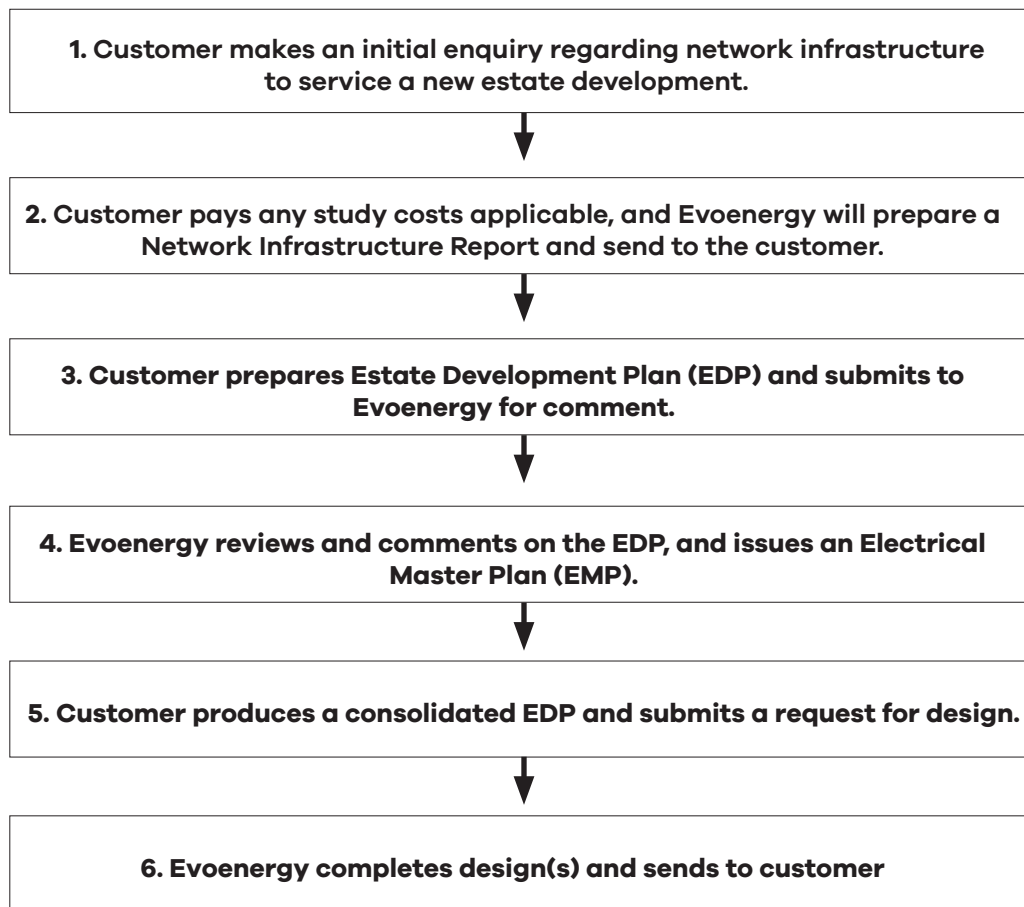 1. Customer makes an initial enquiry regarding network infrastructure
to service a new estate development.
2. Customer pays any study costs applicable, and Evoenergy will prepare a
Network Infrastructure Report and send to the customer.
3. Customer prepares Estate Development Plan (EDP) and submits to
Evoenergy for comment.
4. Evoenergy reviews and comments on the EDP, and issues an Electrical
Master Plan (EMP).
5. Customer produces a consolidated EDP and submits a request for design.
6. Evoenergy completes design(s) and sends to customer